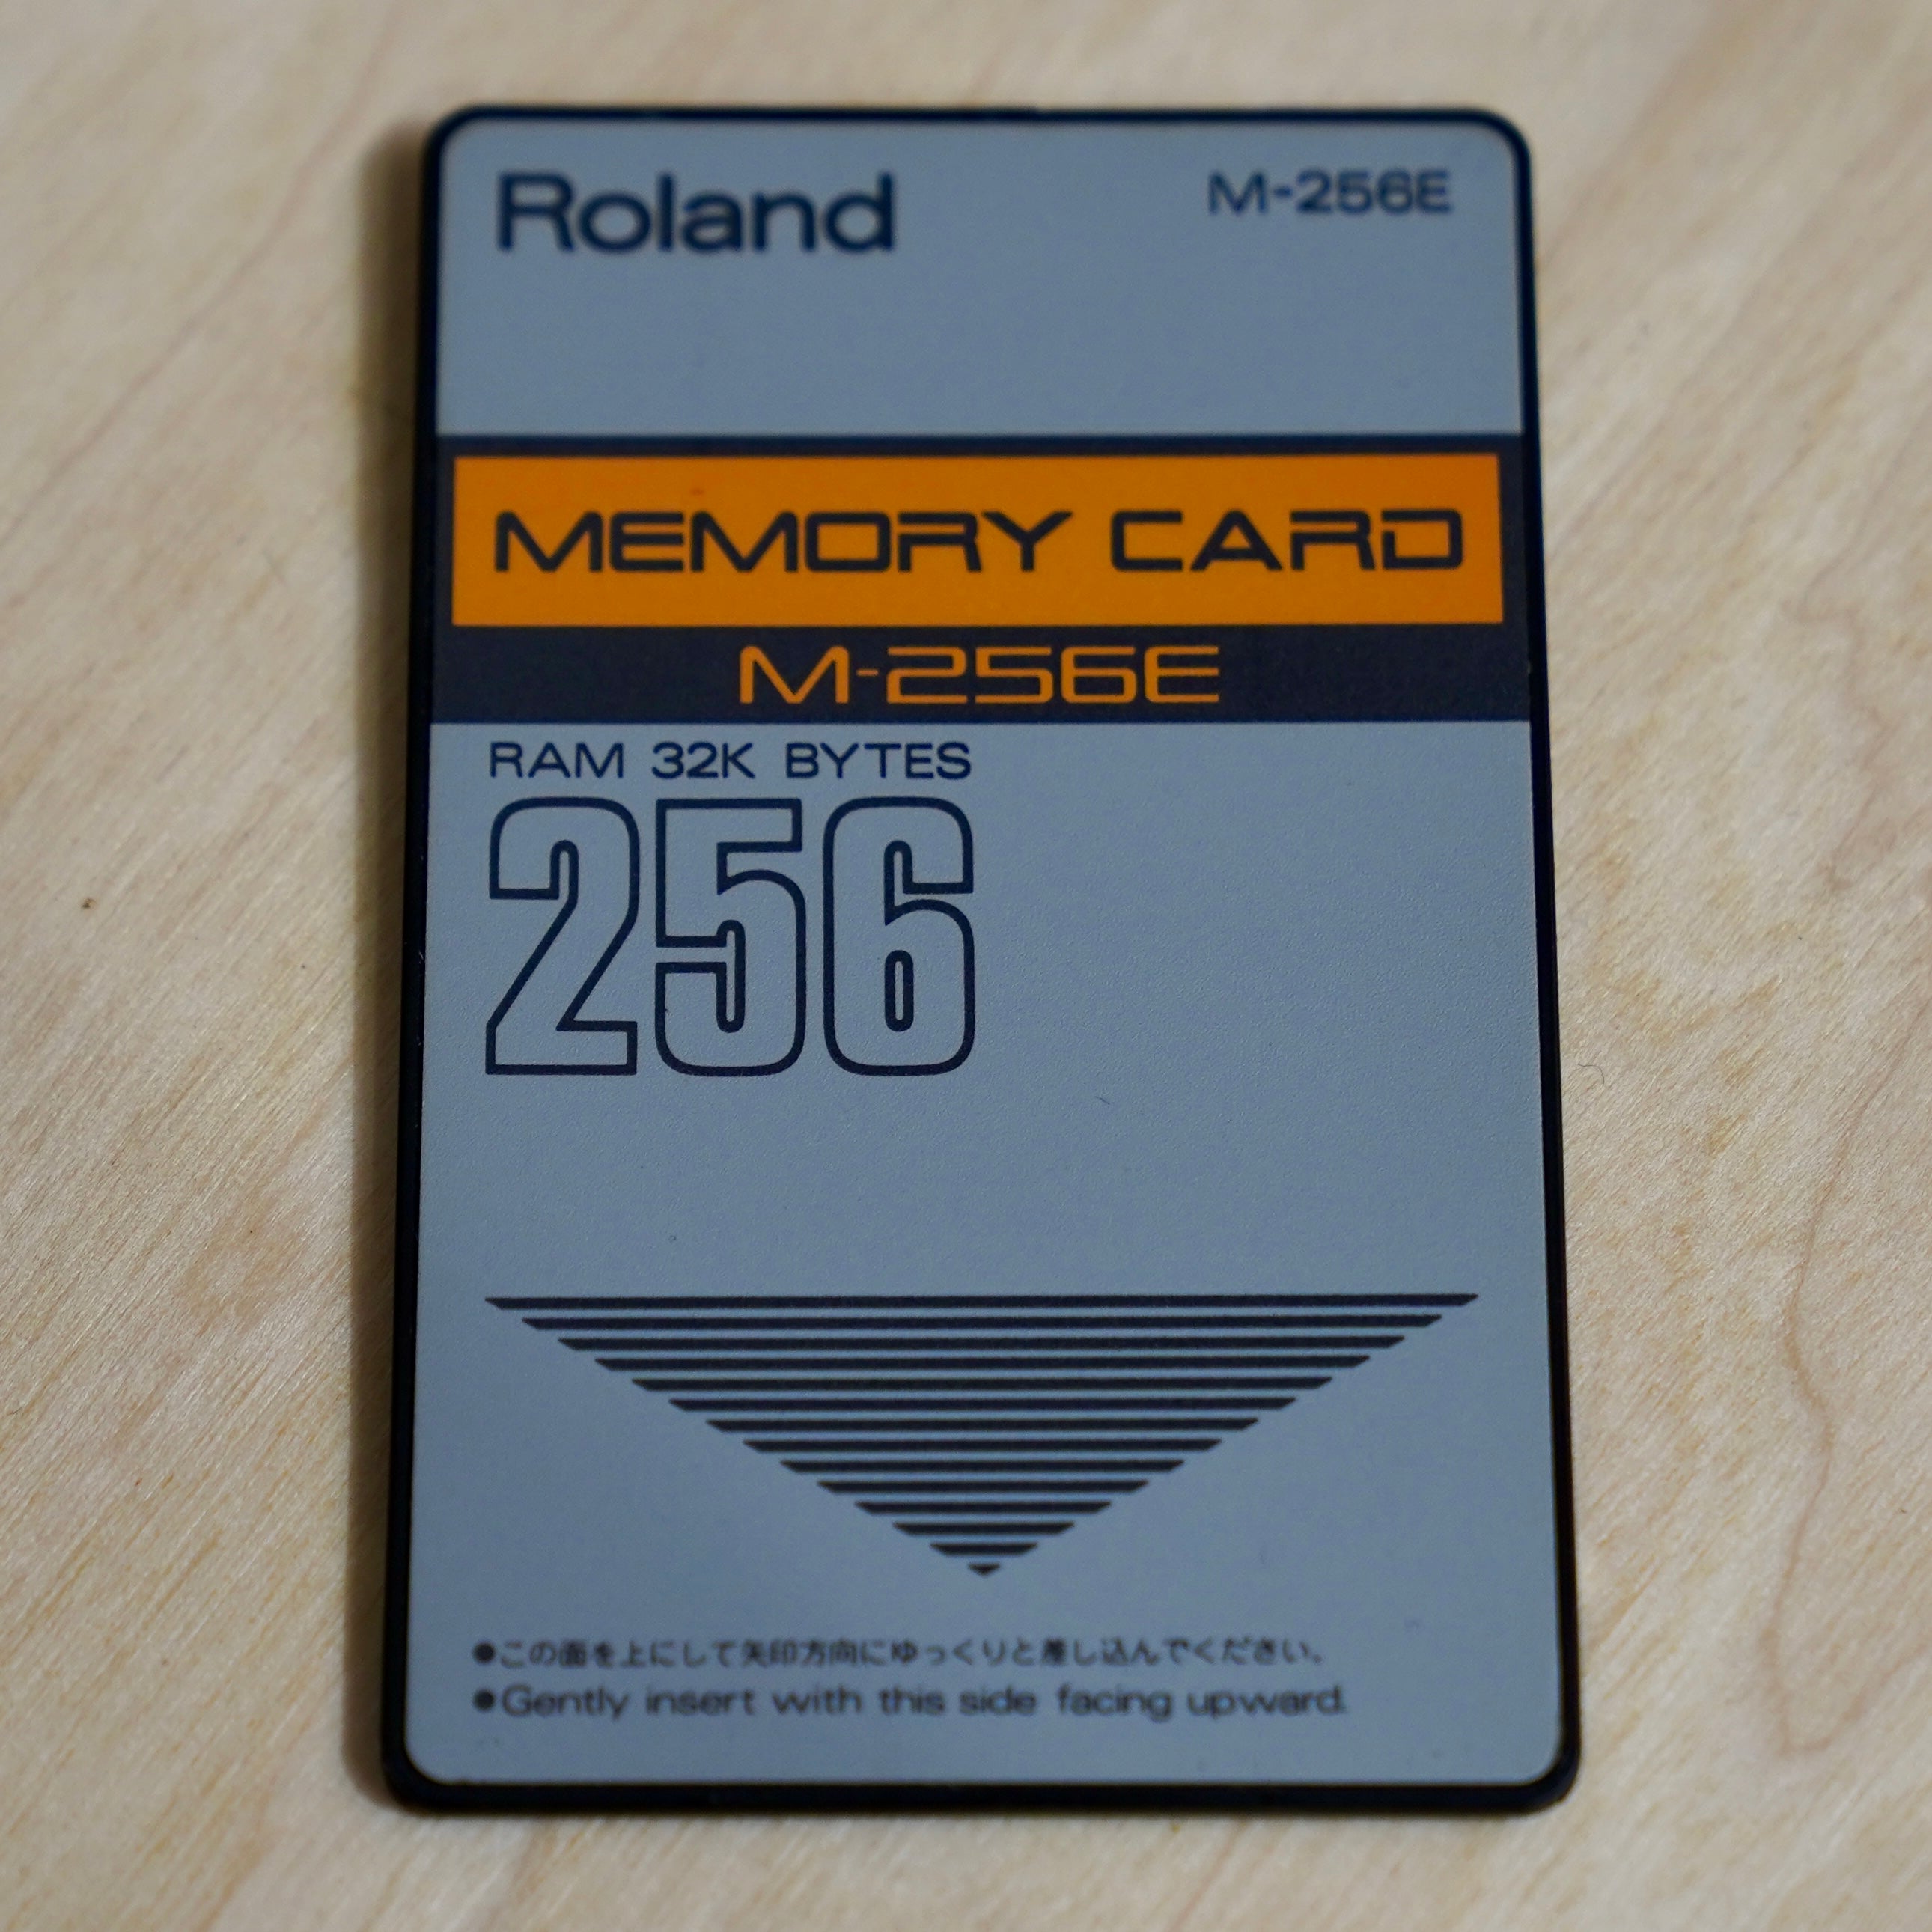 Roland
M-256E
MEMORY CARD
M-256E
RAM 32K BYTES
256
●この面を上にして矢印方向にゆっくりと差し込んでください。
●Gently insert with this side facing upward.